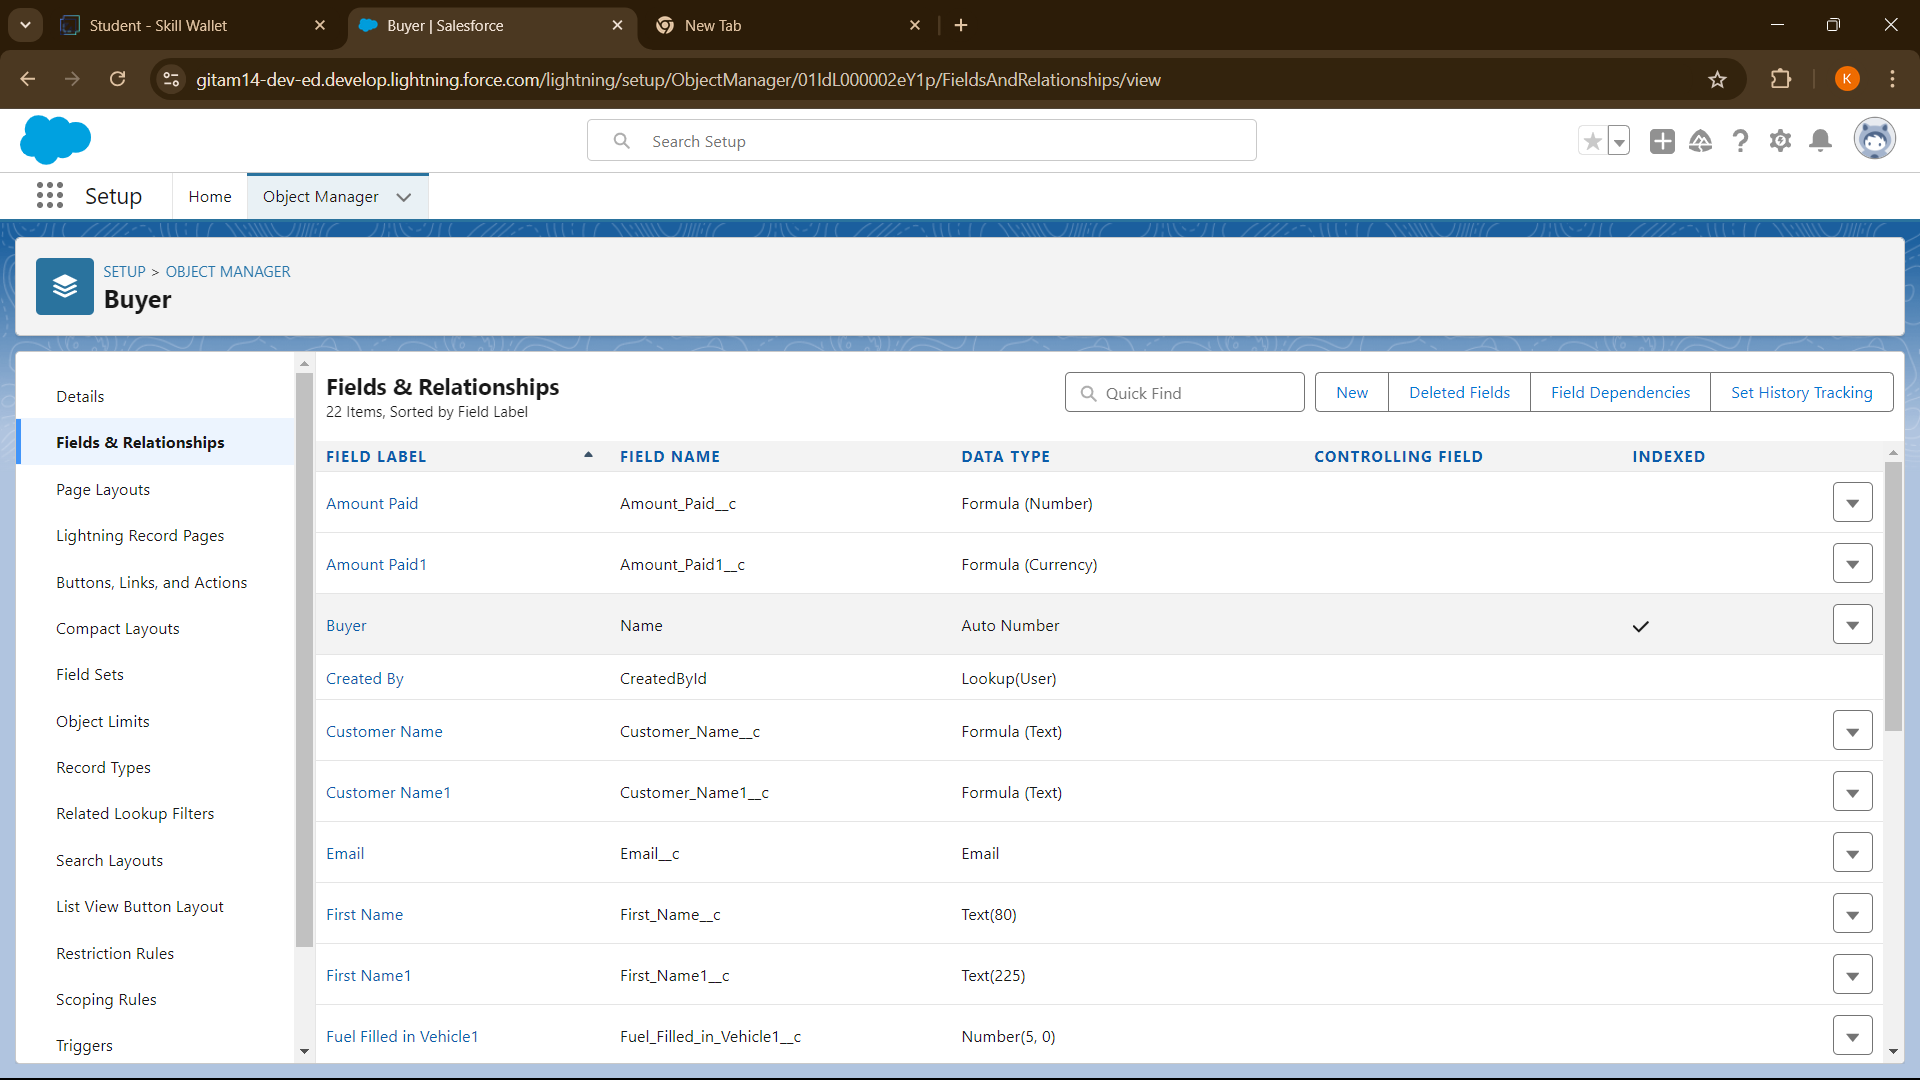 Student - Skill Wallet
Buyer | Salesforce
New Tab
gitam14-dev-ed.develop.lightning.force.com/lightning/setup/ObjectManager/01IdL000002eY1p/FieldsAndRelationships/view
K
Search Setup
Setup
Home
Object Manager
SETUP > OBJECT MANAGER
Buyer
Details
Fields & Relationships
Page Layouts
Lightning Record Pages
Buttons, Links, and Actions
Compact Layouts
Field Sets
Object Limits
Record Types
Related Lookup Filters
Search Layouts
List View Button Layout
Restriction Rules
Scoping Rules
Triggers
Fields & Relationships
22 Items, Sorted by Field Label
Quick Find
New
Deleted Fields
Field Dependencies
Set History Tracking
FIELD LABEL FIELD NAME DATA TYPE CONTROLLING FIELD INDEXED
Amount Paid Amount_Paid__c Formula (Number)
Amount Paid1 Amount_Paid1__c Formula (Currency)
Buyer Name Auto Number
Created By CreatedById Lookup(User)
Customer Name Customer_Name__c Formula (Text)
Customer Name1 Customer_Name1__c Formula (Text)
Email Email__c Email
First Name First_Name__c Text(80)
First Name1 First_Name1__c Text(225)
Fuel Filled in Vehicle1 Fuel_Filled_in_Vehicle1__c Number(5, 0)